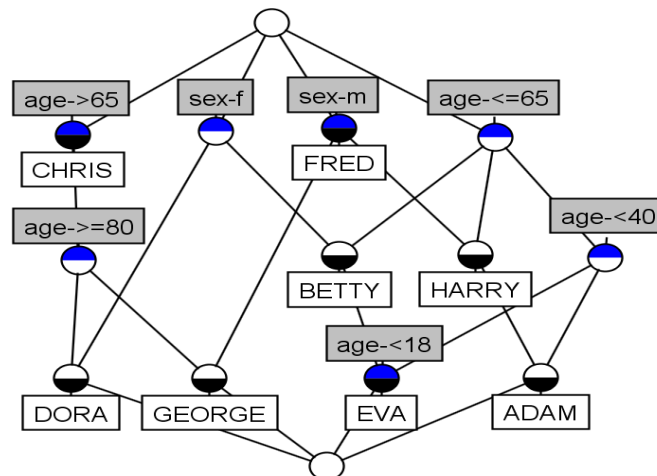 age->65
sex-f
sex-m
age-<=65
CHRIS
FRED
age->=80
age-<40
BETTY
HARRY
age-<18
DORA
GEORGE
EVA
ADAM